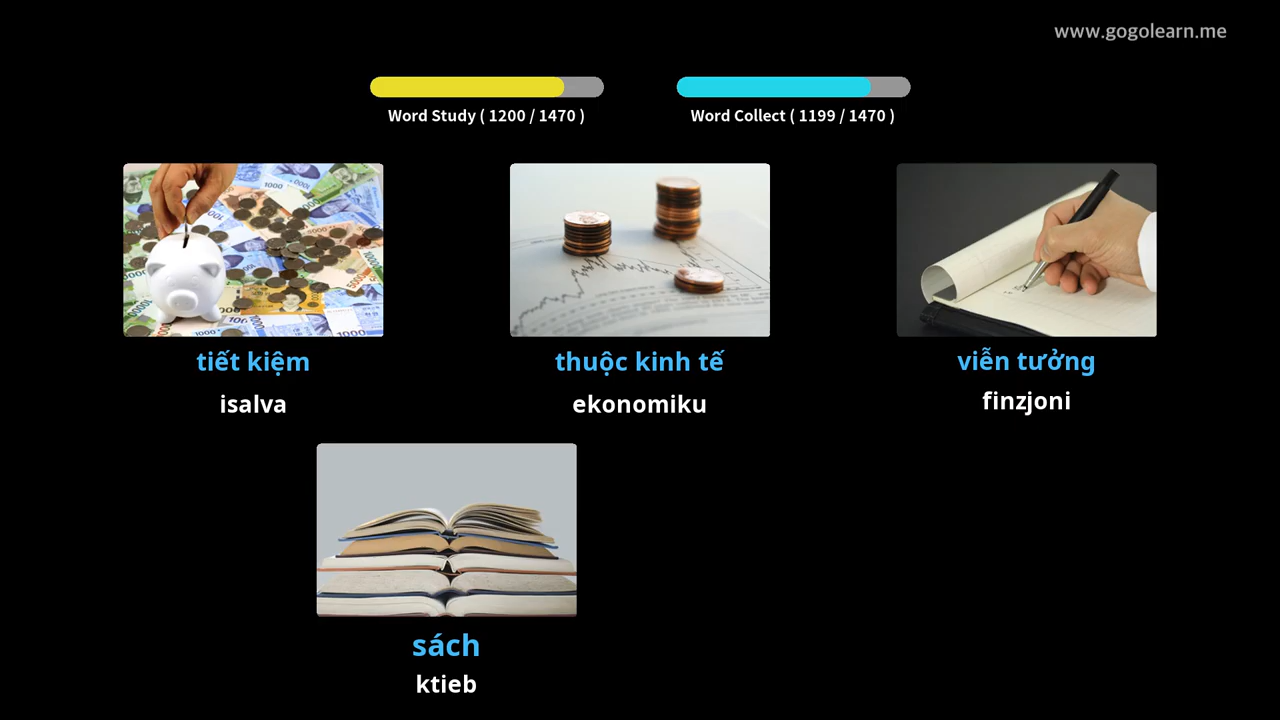 www.gogolearn.me
Word Study ( 1200 / 1470 )
Word Collect ( 1199 / 1470 )
tiết kiệm
isalva
thuộc kinh tế
ekonomiku
viễn tưởng
finzjoni
sách
ktieb